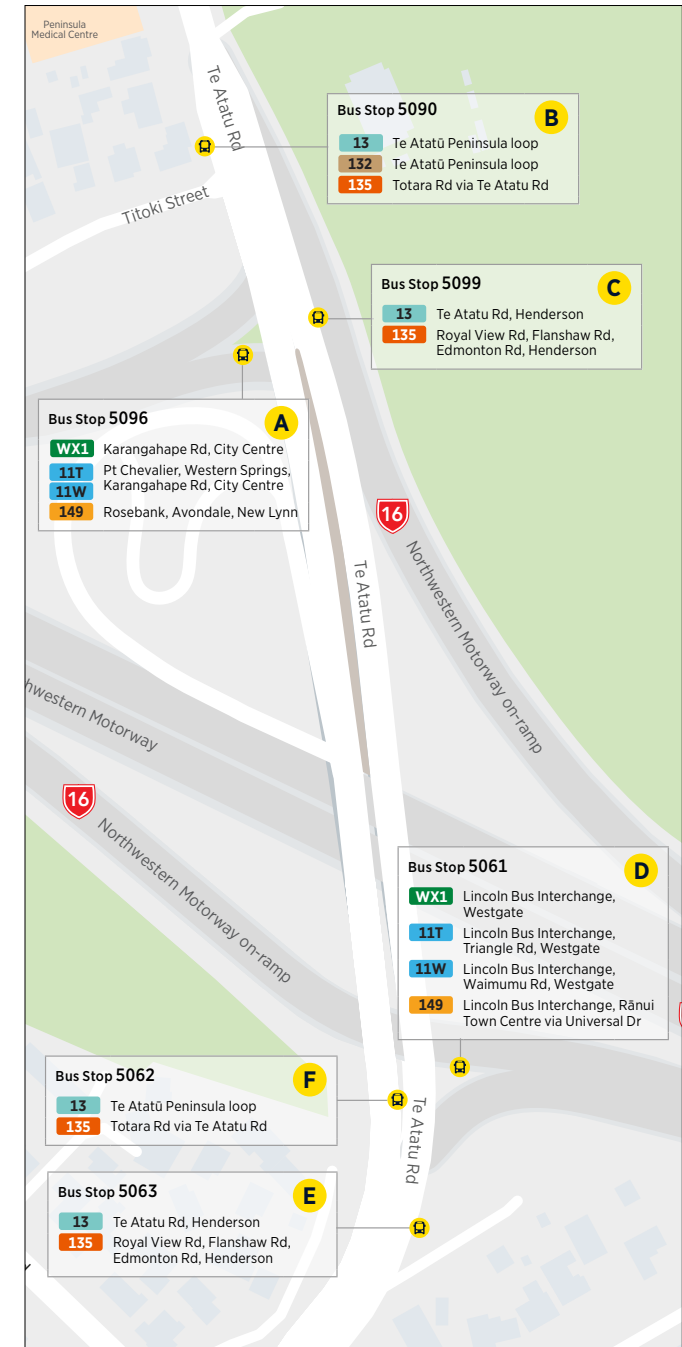 Peninsula
Medical Centre
Te Atatu Rd
Titoki Street
Bus Stop 5090
B
13 Te Atatū Peninsula loop
132 Te Atatū Peninsula loop
135 Totara Rd via Te Atatu Rd
Bus Stop 5099
C
13 Te Atatu Rd, Henderson
135 Royal View Rd, Flanshaw Rd,
Edmonton Rd, Henderson
Bus Stop 5096
A
WX1 Karangahape Rd, City Centre
11T Pt Chevalier, Western Springs,
11W Karangahape Rd, City Centre
149 Rosebank, Avondale, New Lynn
16
Northwestern Motorway on-ramp
Te Atatu Rd
hwestern Motorway
16
Northwestern Motorway on-ramp
Bus Stop 5061
D
WX1 Lincoln Bus Interchange,
Westgate
11T Lincoln Bus Interchange,
Triangle Rd, Westgate
11W Lincoln Bus Interchange,
Waimumu Rd, Westgate
149 Lincoln Bus Interchange, Rānui
Town Centre via Universal Dr
Bus Stop 5062
F
13 Te Atatū Peninsula loop
135 Totara Rd via Te Atatu Rd
Te Atatu Rd
Bus Stop 5063
E
13 Te Atatu Rd, Henderson
135 Royal View Rd, Flanshaw Rd,
Edmonton Rd, Henderson